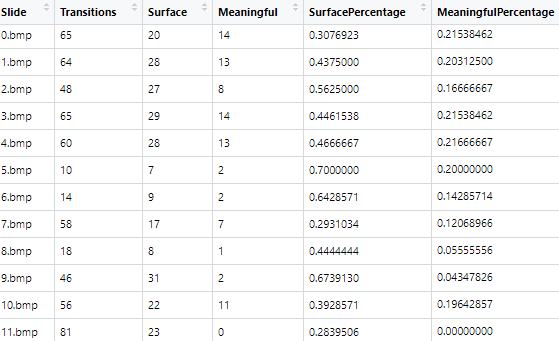 Slide Transitions Surface Meaningful SurfacePercentage MeaningfulPercentage
0.bmp 65 20 14 0.3076923 0.21538462
1.bmp 64 28 13 0.4375000 0.20312500
2.bmp 48 27 8 0.5625000 0.16666667
3.bmp 65 29 14 0.4461538 0.21538462
4.bmp 60 28 13 0.4666667 0.21666667
5.bmp 10 7 2 0.7000000 0.20000000
6.bmp 14 9 2 0.6428571 0.14285714
7.bmp 58 17 7 0.2931034 0.12068966
8.bmp 18 8 1 0.4444444 0.05555556
9.bmp 46 31 2 0.6739130 0.04347826
10.bmp 56 22 11 0.3928571 0.19642857
11.bmp 81 23 0 0.2839506 0.00000000